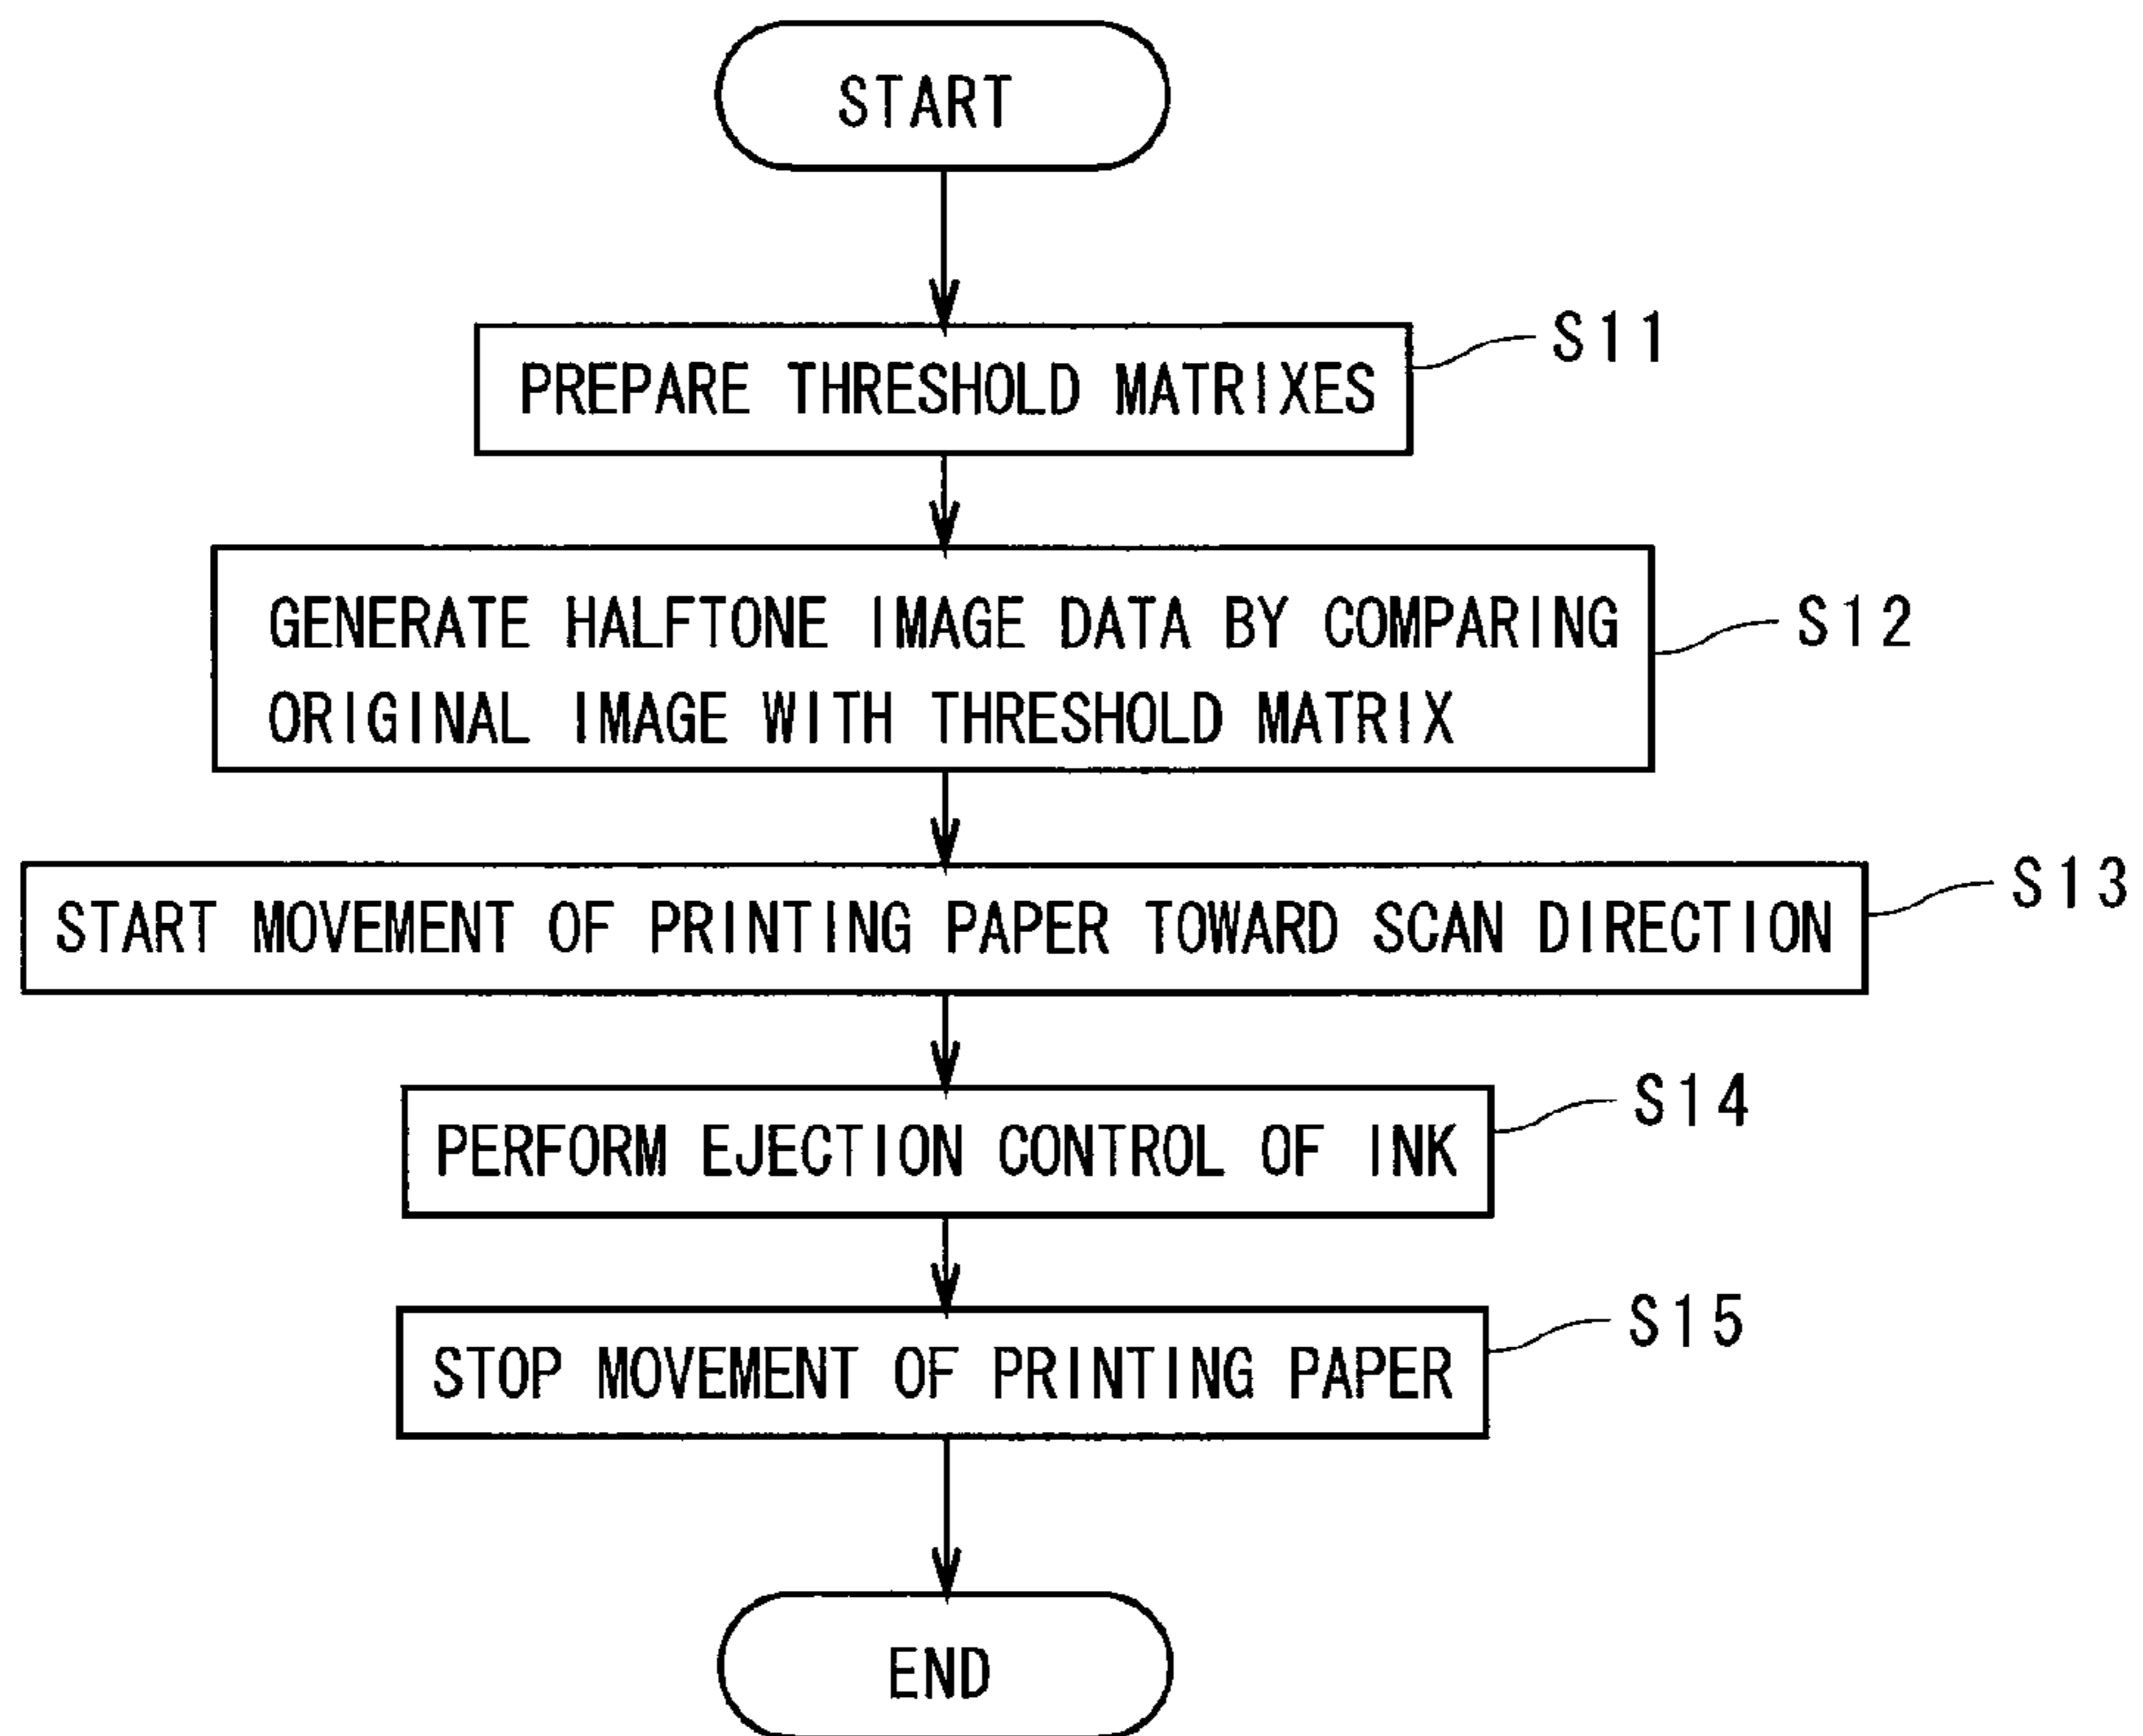 START
PREPARE THRESHOLD MATRIXES
S11
GENERATE HALFTONE IMAGE DATA BY COMPARING
ORIGINAL IMAGE WITH THRESHOLD MATRIX
S12
START MOVEMENT OF PRINTING PAPER TOWARD SCAN DIRECTION
S13
PERFORM EJECTION CONTROL OF INK
S14
STOP MOVEMENT OF PRINTING PAPER
S15
END